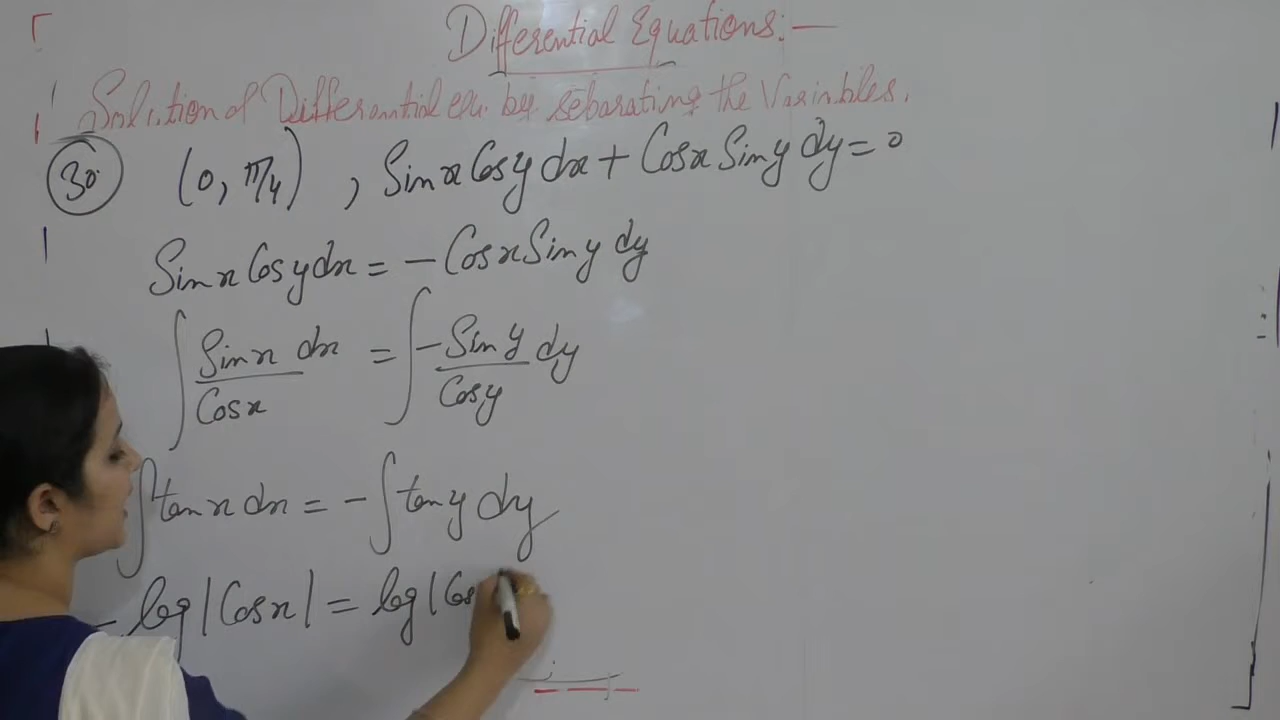 Differential Equations:—
Solution of Differential eq. by separating the Variables.
30 (0, π/4), Sin x Cos y dx + Cos x Sin y dy = 0
Sin x Cos y dx = - Cos x Sin y dy
∫ Sin x / Cos x dx = ∫ - Sin y / Cos y dy
∫ tan x dx = - ∫ tan y dy
- log |Cos x| = log |Cos